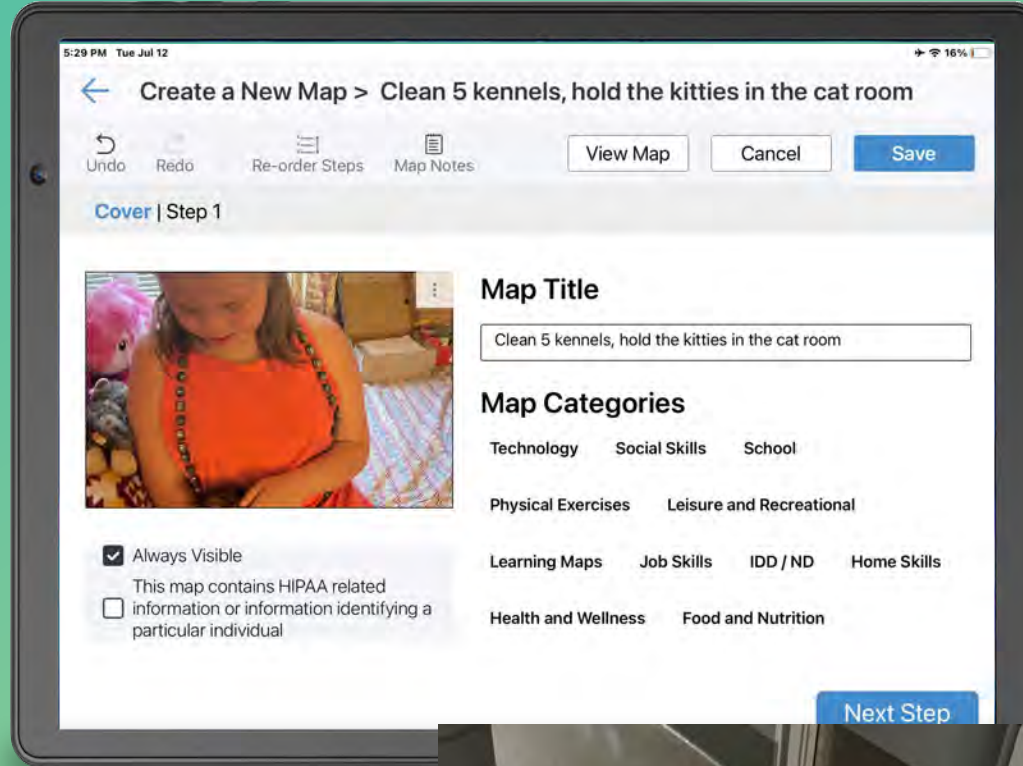 5:29 PM Tue Jul 12
16%
Create a New Map > Clean 5 kennels, hold the kitties in the cat room
Undo Redo Re-order Steps Map Notes View Map Cancel Save
Cover | Step 1
Map Title
Clean 5 kennels, hold the kitties in the cat room
Map Categories
Technology Social Skills School
Physical Exercises Leisure and Recreational
Always Visible
Learning Maps Job Skills IDD / ND Home Skills
This map contains HIPAA related
information or information identifying a
particular individual
Health and Wellness Food and Nutrition
Next Step